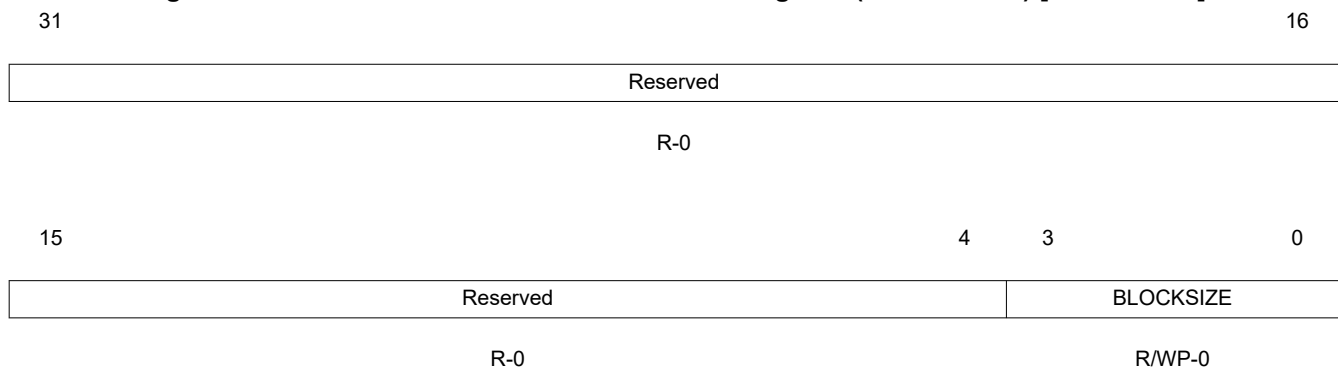 31 16
Reserved
R-0
15 4 3 0
Reserved BLOCKSIZE
R-0 R/WP-0